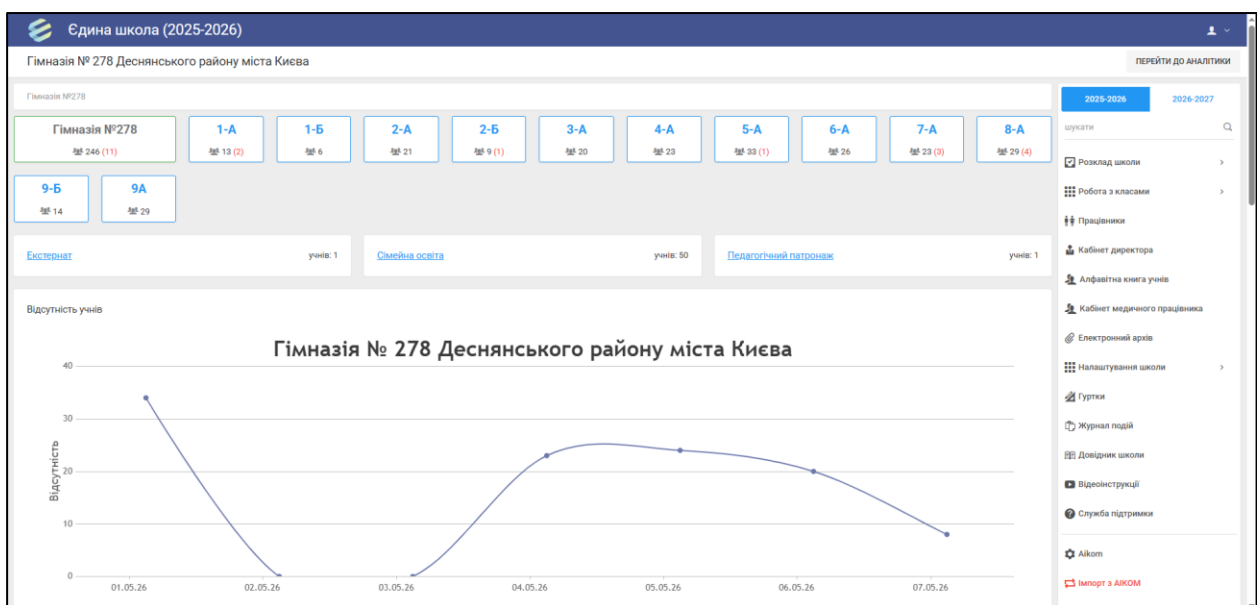 Єдина школа (2025-2026)
Гімназія № 278 Деснянського району міста Києва
ПЕРЕЙТИ ДО АНАЛІТИКИ
Гімназія №278
2025-2026 2026-2027
шукати
Гімназія №278 1-А 1-Б 2-А 2-Б 3-А 4-А 5-А 6-А 7-А 8-А
246 (11) 13 (2) 6 21 9 (1) 20 23 33 (1) 26 23 (3) 29 (4)
9-Б 9А
14 29
Екстернат учнів: 1 Сімейна освіта учнів: 50 Педагогічний патронаж учнів: 1
Відсутність учнів
Гімназія № 278 Деснянського району міста Києва
Відсутність
40
30
20
10
0
01.05.26 02.05.26 03.05.26 04.05.26 05.05.26 06.05.26 07.05.26
Розклад школи
Робота з класами
Працівники
Кабінет директора
Алфавітна книга учнів
Кабінет медичного працівника
Електронний архів
Налаштування школи
Гуртки
Журнал подій
Довідник школи
Відеоінструкції
Служба підтримки
Aikom
Імпорт з АІКОМ